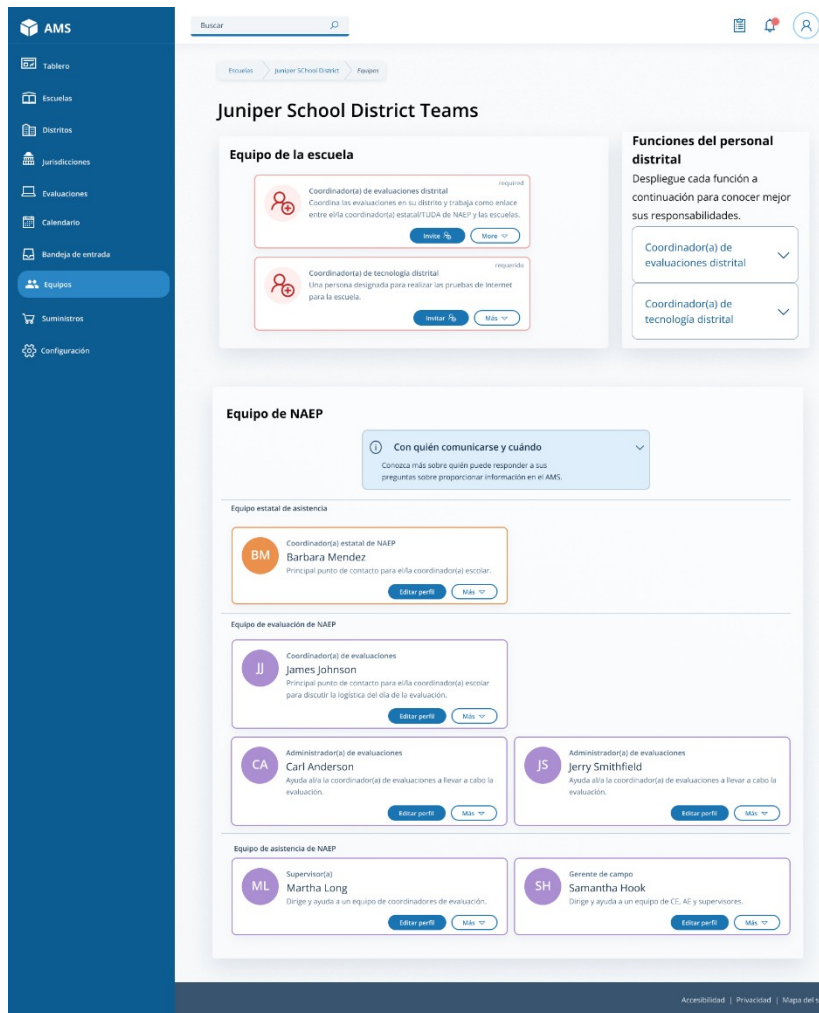 AMS
Buscar
Tablero
Escuelas
Distritos
Jurisdicciones
Evaluaciones
Calendario
Bandeja de entrada
Equipos
Suministros
Configuración
Escuelas
Juniper SChool District
Equipos
Juniper School District Teams
Equipo de la escuela
required
Coordinador(a) de evaluaciones distrital
Coordina las evaluaciones en su distrito y trabaja como enlace
entre el/la coordinador(a) estatal/TUDA de NAEP y las escuelas.
Invite
More
requerido
Coordinador(a) de tecnología distrital
Una persona designada para realizar las pruebas de Internet
para la escuela.
Invitar
Más
Funciones del personal
distrital
Despliegue cada función a
continuación para conocer mejor
sus responsabilidades.
Coordinador(a) de
evaluaciones distrital
Coordinador(a) de
tecnología distrital
Equipo de NAEP
Con quién comunicarse y cuándo
Conozca más sobre quién puede responder a sus
preguntas sobre proporcionar información en el AMS.
Equipo estatal de asistencia
BM
Coordinador(a) estatal de NAEP
Barbara Mendez
Principal punto de contacto para el/la coordinador(a) escolar.
Editar perfil
Más
Equipo de evaluación de NAEP
JJ
Coordinador(a) de evaluaciones
James Johnson
Principal punto de contacto para el/la coordinador(a) escolar
para discutir la logística del día de la evaluación.
Editar perfil
Más
CA
Administrador(a) de evaluaciones
Carl Anderson
Ayuda al/a la coordinador(a) de evaluaciones a llevar a cabo la
evaluación.
Editar perfil
Más
JS
Administrador(a) de evaluaciones
Jerry Smithfield
Ayuda al/a la coordinador(a) de evaluaciones a llevar a cabo la
evaluación.
Editar perfil
Más
Equipo de asistencia de NAEP
ML
Supervisor(a)
Martha Long
Dirige y ayuda a un equipo de coordinadores de evaluación.
Editar perfil
Más
SH
Gerente de campo
Samantha Hook
Dirige y ayuda a un equipo de CE, AE y supervisores.
Editar perfil
Más
Accesibilidad | Privacidad | Mapa del s